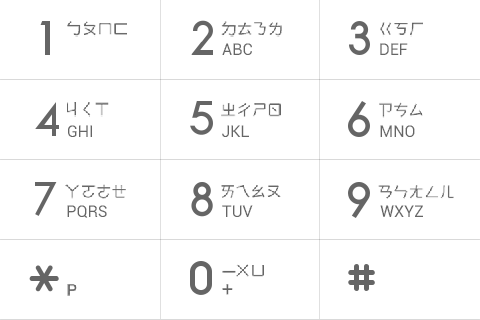 1 ㄅㄆㄇㄈ
2 ㄉㄊㄋㄌ
ABC
3 ㄍㄎㄏ
DEF
4 ㄐㄑㄒ
GHI
5 ㄓㄔㄕㄖ
JKL
6 ㄗㄘㄙ
MNO
7 ㄚㄛㄜㄝ
PQRS
8 ㄞㄟㄠㄡ
TUV
9 ㄢㄣㄤㄥㄦ
WXYZ
* P
0 ㄧㄨㄩ
+
#